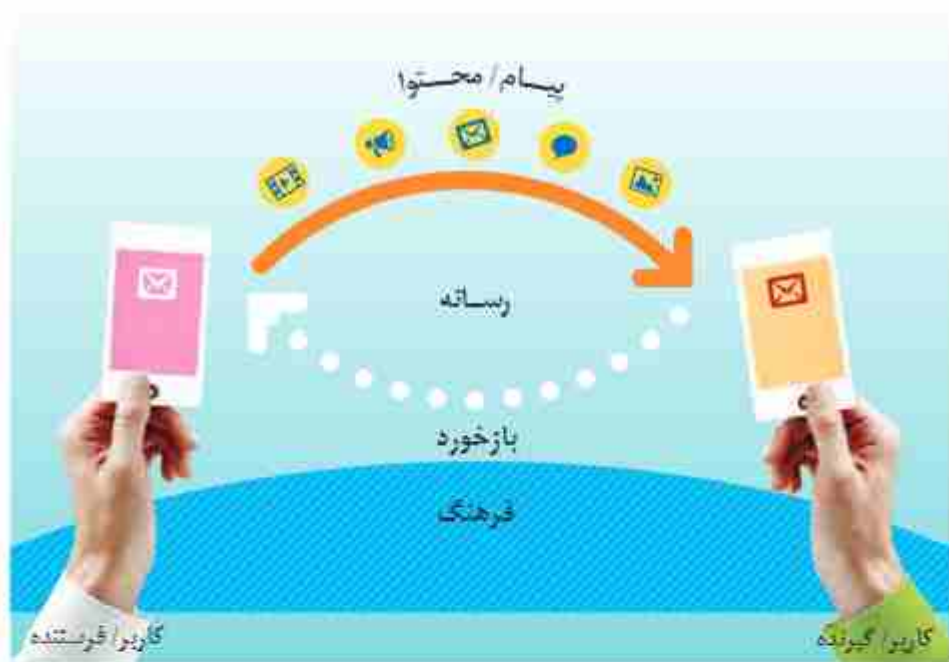 پیام/ محتوا
رسانه
بازخورد
فرهنگ
کاربر/ گیرنده
کاربر/ فرستنده